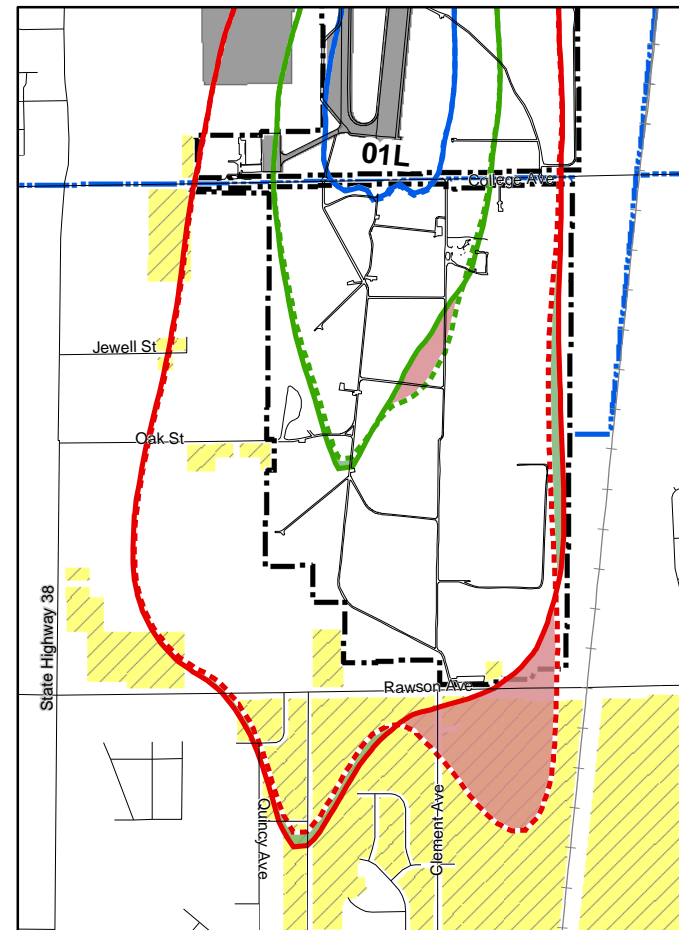 01L
College Ave
Jewell St
Oak St
State Highway 38
Rawson Ave
Quincy Ave
Clement Ave